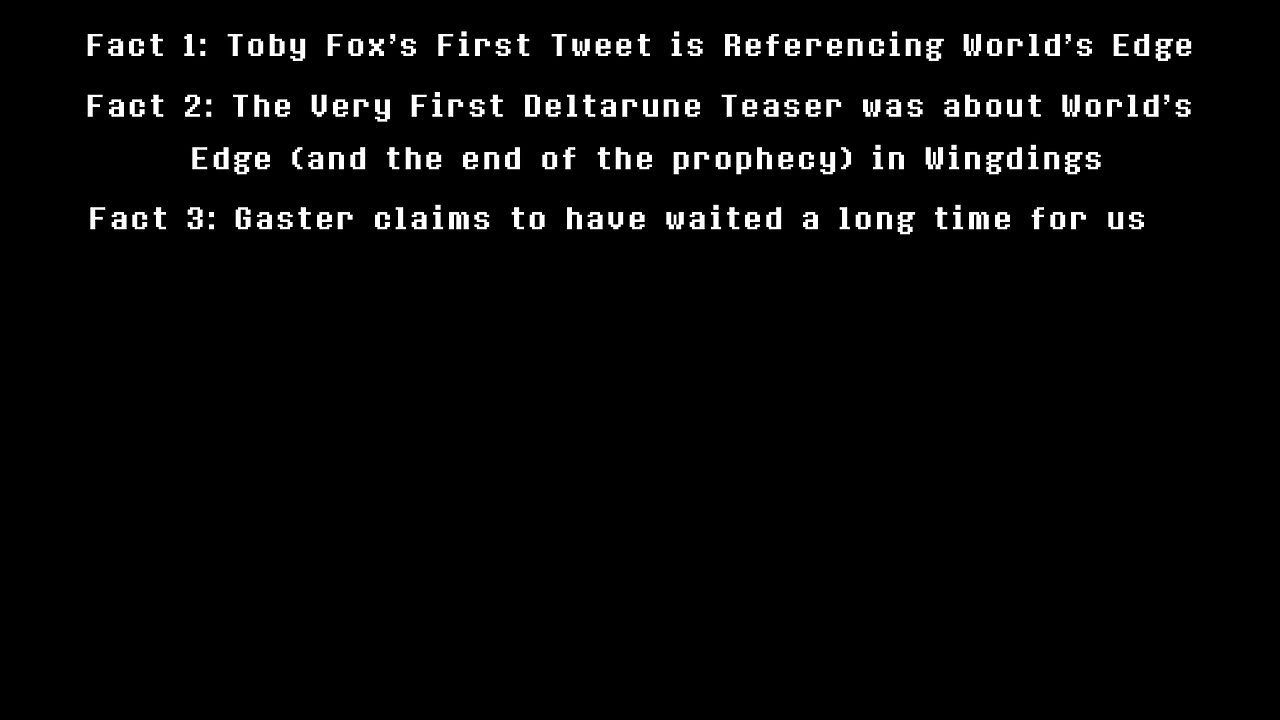 Fact 1: Toby Fox's First Tweet is Referencing World's Edge
Fact 2: The Very First Deltarune Teaser was about World's
Edge (and the end of the prophecy) in Wingdings
Fact 3: Gaster claims to have waited a long time for us